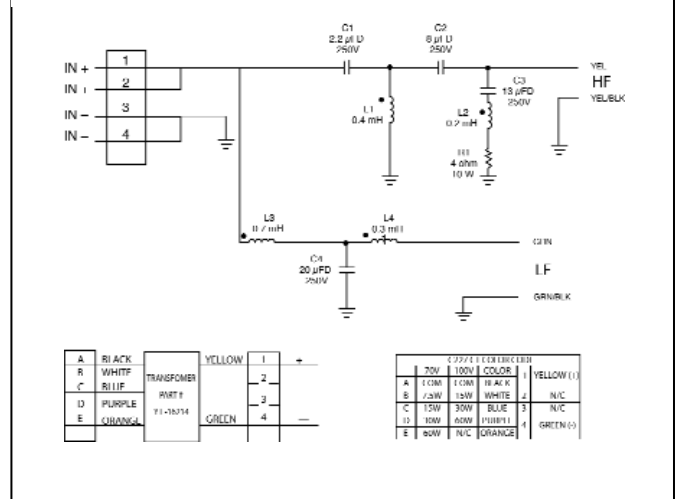 C1
2.2 µFD
250V
C2
8 µFD
250V
1
2
3
4
IN +
IN +
IN −
IN −
YEL
HF
YEL/BLK
C3
13 µFD
250V
L1
0.4 mH
L2
0.2 mH
R1
4 ohm
10 W
L3
0.7 mH
L4
0.3 mH
C4
20 µFD
250V
GRN
LF
GRN/BLK
A BLACK
B WHITE
C BLUE
D PURPLE
E ORANGE
TRANSFOMER
PART #
YELLOW 1 +
2
3
GREEN 4 —
COLOR CODE
70V 100V COLOR 1 YELLOW (+)
A COM COM BLACK
B 7.5W 15W WHITE 2 N/C
C 15W 30W BLUE 3 N/C
D 30W 60W PURPLE 4 GREEN (-)
E 60W N/C ORANGE